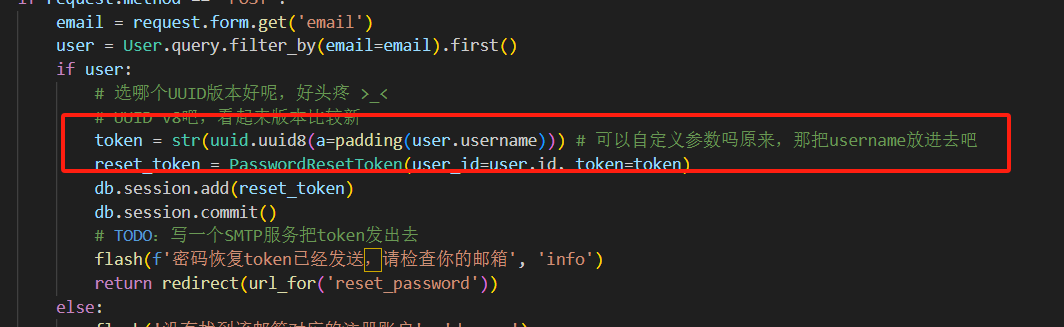 email = request.form.get('email')
user = User.query.filter_by(email=email).first()
if user:
# 选哪个UUID版本好呢，好头疼 >_<
# UUID v8吧，看起来版本比较新
token = str(uuid.uuid8(a=padding(user.username))) # 可以自定义参数吗原来，那把username放进去吧
reset_token = PasswordResetToken(user_id=user.id, token=token)
db.session.add(reset_token)
db.session.commit()
# TODO：写一个SMTP服务把token发出去
flash(f'密码恢复token已经发送，请检查你的邮箱', 'info')
return redirect(url_for('reset_password'))
else: